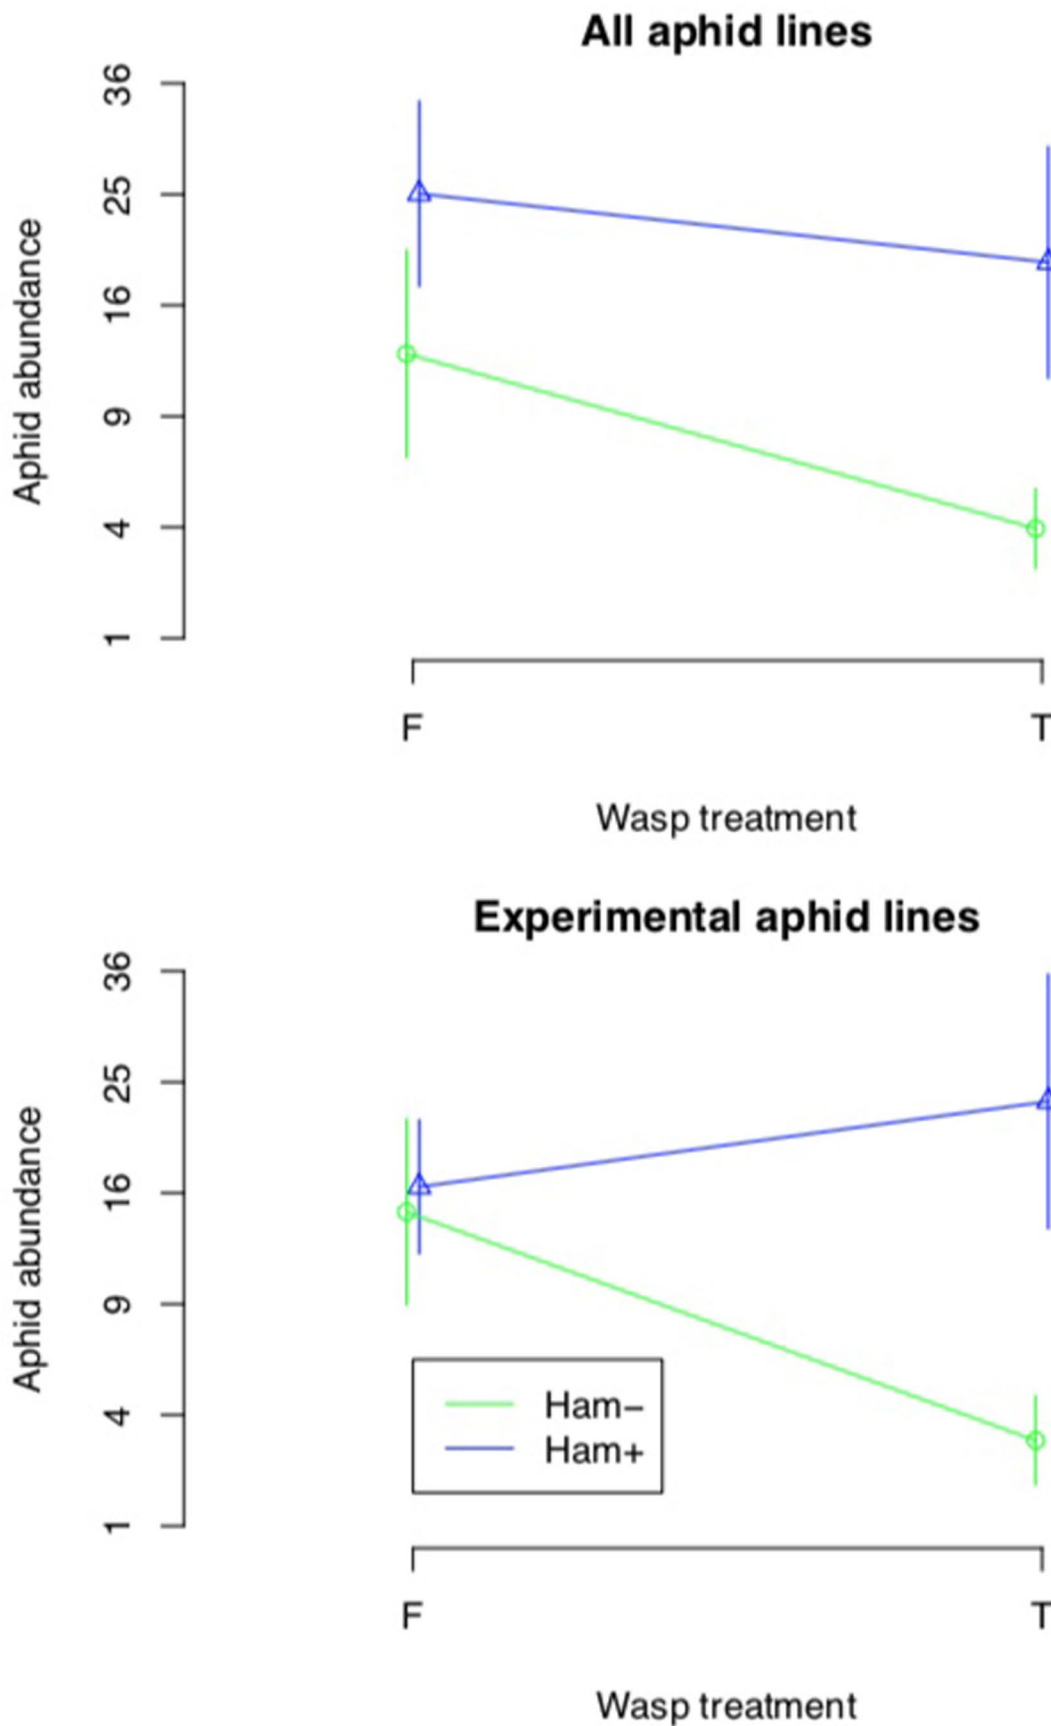 All aphid lines
36
25
16
9
4
1
Aphid abundance
F T
Wasp treatment
Experimental aphid lines
36
25
16
9
4
1
Aphid abundance
Ham−
Ham+
F T
Wasp treatment